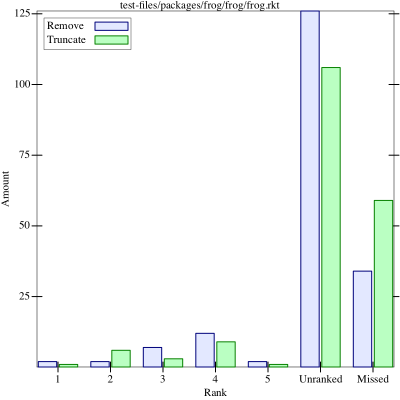 test-files/packages/frog/frog/frog.rkt
Remove
Truncate
125
100
75
50
25
Amount
1 2 3 4 5 Unranked Missed
Rank